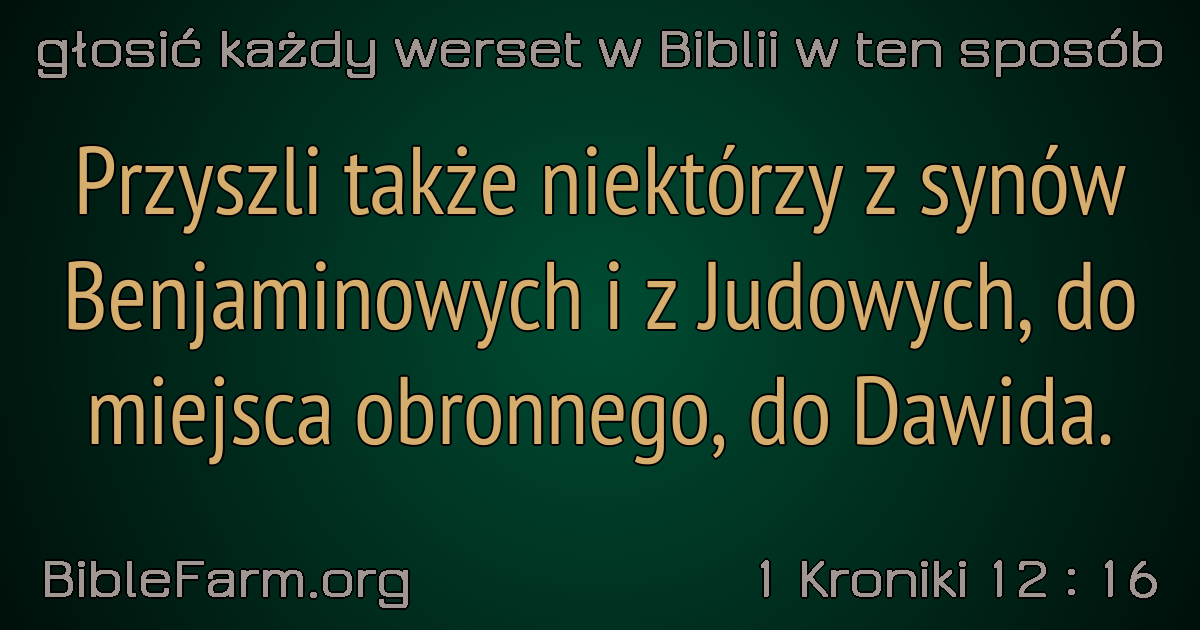 głosić każdy werset w Biblii w ten sposób
Przyszli także niektórzy z synów
Benjaminowych i z Judowych, do
miejsca obronnego, do Dawida.
BibleFarm.org
1 Kroniki 12 : 16